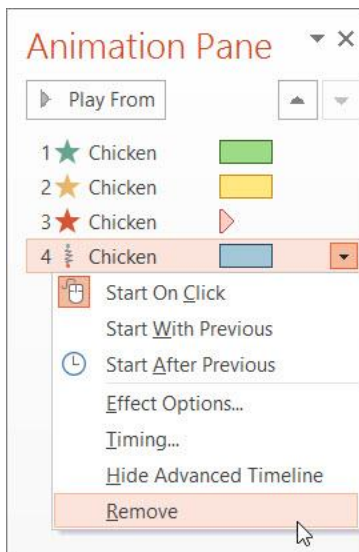 Animation Pane
Play From
1 Chicken
2 Chicken
3 Chicken
4 Chicken
Start On Click
Start With Previous
Start After Previous
Effect Options...
Timing...
Hide Advanced Timeline
Remove